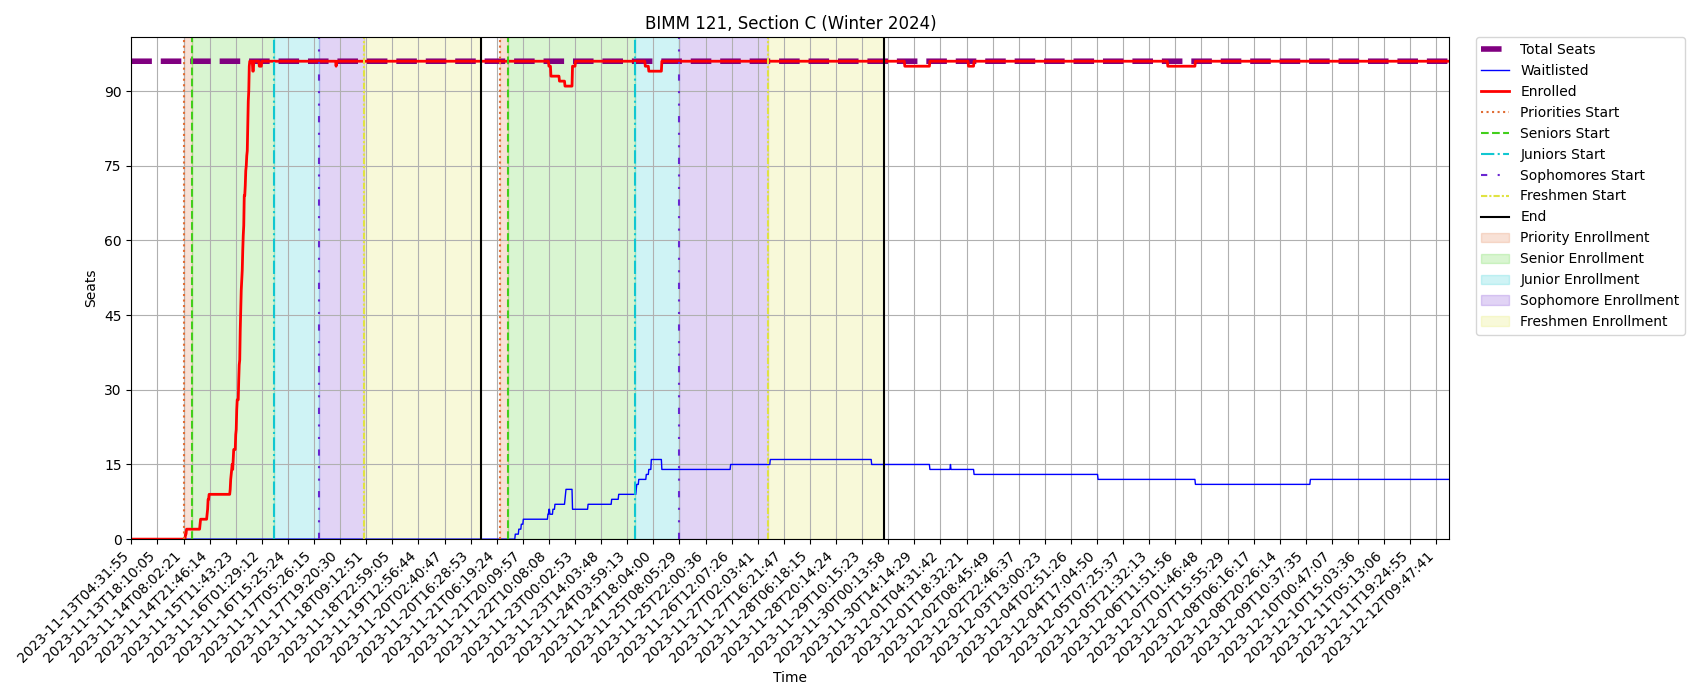 BIMM 121, Section C (Winter 2024)
Seats
90
75
60
45
30
15
0
2023-11-13T04:31:55
2023-11-13T18:10:05
2023-11-14T08:02:21
2023-11-14T21:46:14
2023-11-15T11:43:23
2023-11-16T01:29:12
2023-11-16T15:25:24
2023-11-17T05:26:15
2023-11-17T19:20:30
2023-11-18T09:12:51
2023-11-18T22:59:05
2023-11-19T12:56:44
2023-11-20T02:40:47
2023-11-20T16:28:53
2023-11-21T06:19:24
2023-11-21T20:09:57
2023-11-22T10:08:08
2023-11-23T00:02:53
2023-11-23T14:03:48
2023-11-24T03:59:13
2023-11-24T18:04:00
2023-11-25T08:05:29
2023-11-25T22:00:36
2023-11-26T12:07:26
2023-11-27T02:03:41
2023-11-27T16:21:47
2023-11-28T06:18:15
2023-11-28T20:14:24
2023-11-29T10:15:23
2023-11-30T00:13:58
2023-11-30T14:14:29
2023-12-01T04:31:42
2023-12-01T18:32:21
2023-12-02T08:45:49
2023-12-02T22:46:37
2023-12-03T13:00:23
2023-12-04T02:51:26
2023-12-04T17:04:50
2023-12-05T07:25:37
2023-12-05T21:32:13
2023-12-06T11:51:56
2023-12-07T01:46:48
2023-12-07T15:55:29
2023-12-08T06:16:17
2023-12-08T20:26:14
2023-12-09T10:37:35
2023-12-10T00:47:07
2023-12-10T15:03:36
2023-12-11T05:13:06
2023-12-11T19:24:55
2023-12-12T09:47:41
Time
Total Seats
Waitlisted
Enrolled
Priorities Start
Seniors Start
Juniors Start
Sophomores Start
Freshmen Start
End
Priority Enrollment
Senior Enrollment
Junior Enrollment
Sophomore Enrollment
Freshmen Enrollment